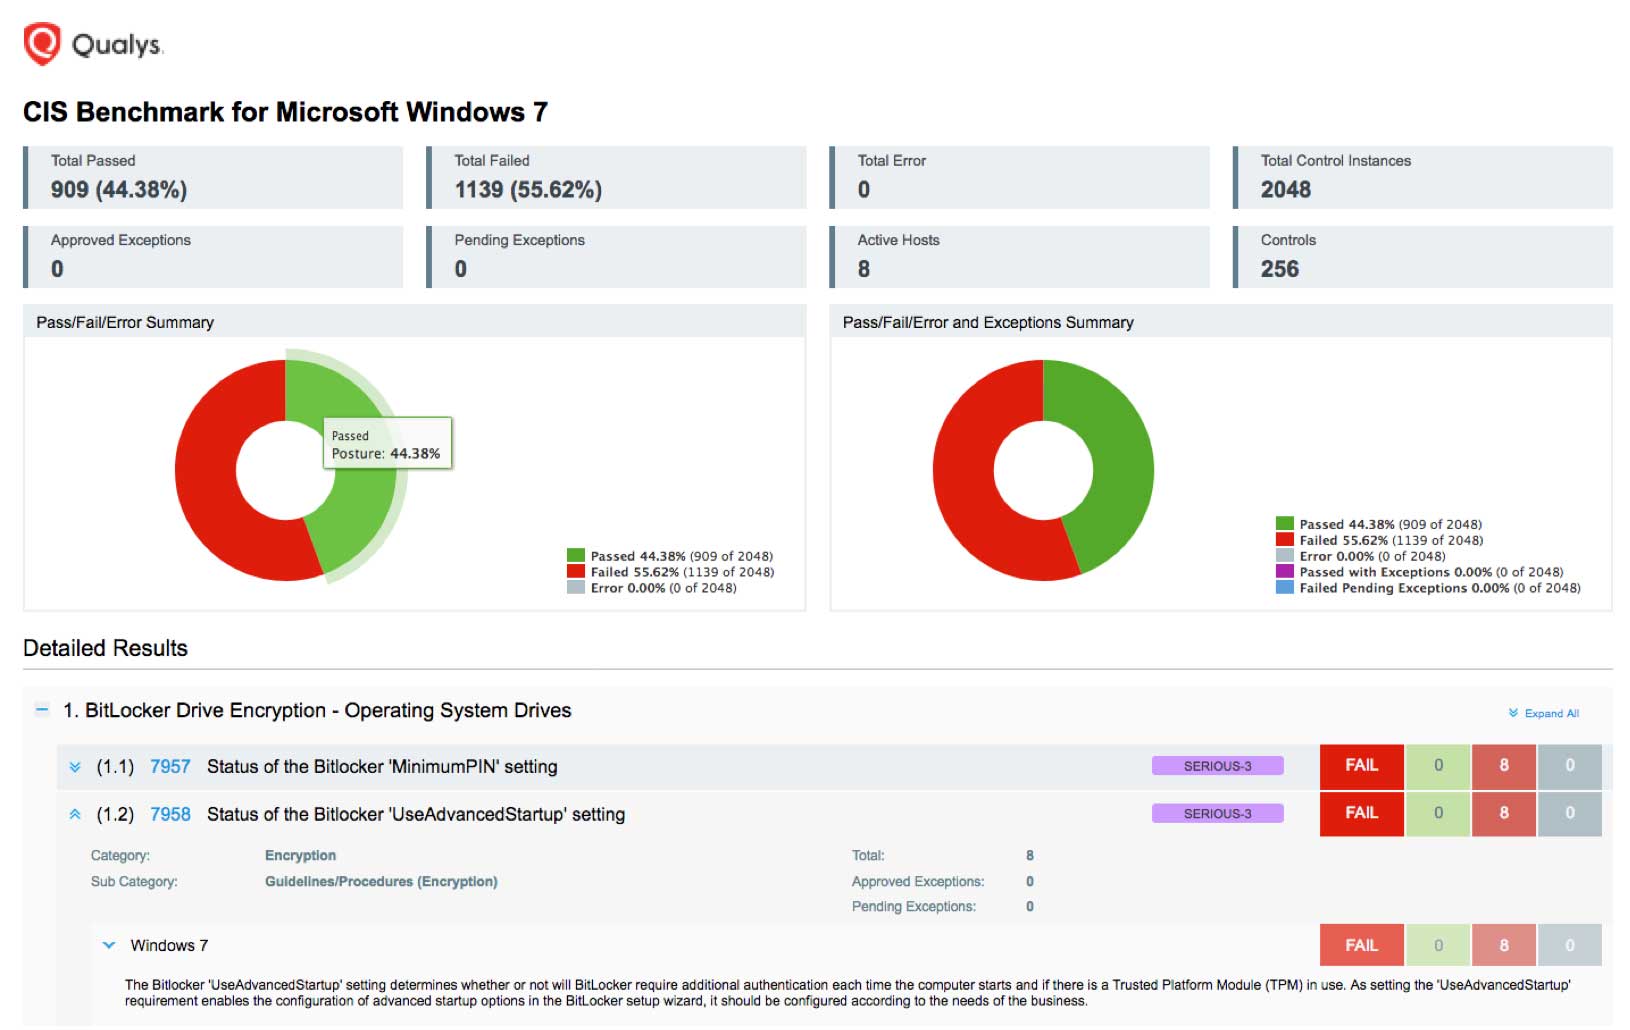 Qualys.
CIS Benchmark for Microsoft Windows 7
Total Passed
909 (44.38%)
Total Failed
1139 (55.62%)
Total Error
0
Total Control Instances
2048
Approved Exceptions
0
Pending Exceptions
0
Active Hosts
8
Controls
256
Pass/Fail/Error Summary
Passed
Posture: 44.38%
Passed 44.38% (909 of 2048)
Failed 55.62% (1139 of 2048)
Error 0.00% (0 of 2048)
Pass/Fail/Error and Exceptions Summary
Passed 44.38% (909 of 2048)
Failed 55.62% (1139 of 2048)
Error 0.00% (0 of 2048)
Passed with Exceptions 0.00% (0 of 2048)
Failed Pending Exceptions 0.00% (0 of 2048)
Detailed Results
1. BitLocker Drive Encryption - Operating System Drives
Expand All
(1.1) 7957 Status of the Bitlocker 'MinimumPIN' setting SERIOUS-3 FAIL 0 8 0
(1.2) 7958 Status of the Bitlocker 'UseAdvancedStartup' setting SERIOUS-3 FAIL 0 8 0
Category: Encryption Total: 8
Sub Category: Guidelines/Procedures (Encryption) Approved Exceptions: 0
Pending Exceptions: 0
Windows 7 FAIL 0 8 0
The Bitlocker 'UseAdvancedStartup' setting determines whether or not will BitLocker require additional authentication each time the computer starts and if there is a Trusted Platform Module (TPM) in use. As setting the 'UseAdvancedStartup'
requirement enables the configuration of advanced startup options in the BitLocker setup wizard, it should be configured according to the needs of the business.